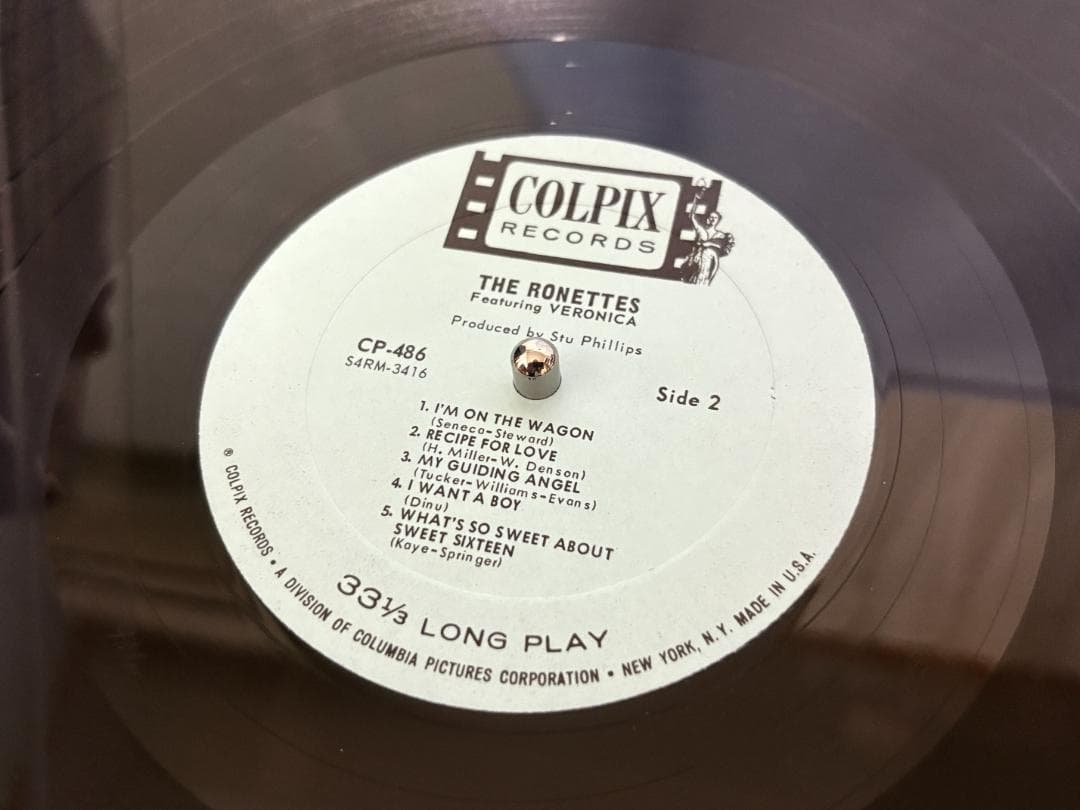 COLPIX
RECORDS
THE RONETTES
Featuring VERONICA
Produced by Stu Phillips
CP-486
S4RM-3416
Side 2
1. I'M ON THE WAGON
(Seneca-Steward)
2. RECIPE FOR LOVE
(H. Miller-W. Denson)
3. MY GUIDING ANGEL
(Tucker-Williams-Evans)
4. I WANT A BOY
(Dinu)
5. WHAT'S SO SWEET ABOUT
SWEET SIXTEEN
(Kaye-Springer)
33⅓ LONG PLAY
® COLPIX RECORDS • A DIVISION OF COLUMBIA PICTURES CORPORATION • NEW YORK, N.Y. MADE IN U.S.A.